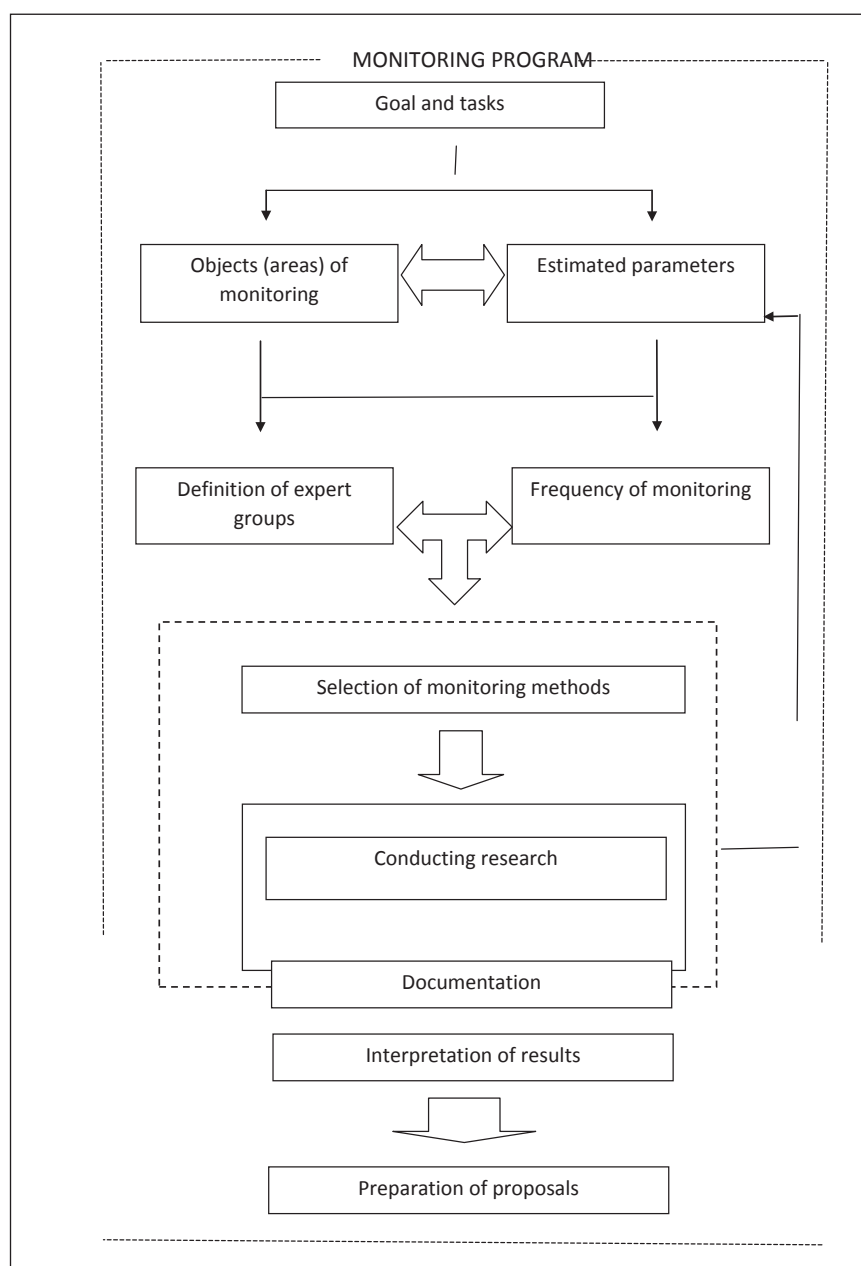 MONITORING PROGRAM
Goal and tasks
Objects (areas) of
monitoring
Estimated parameters
Definition of expert
groups
Frequency of monitoring
Selection of monitoring methods
Conducting research
Documentation
Interpretation of results
Preparation of proposals